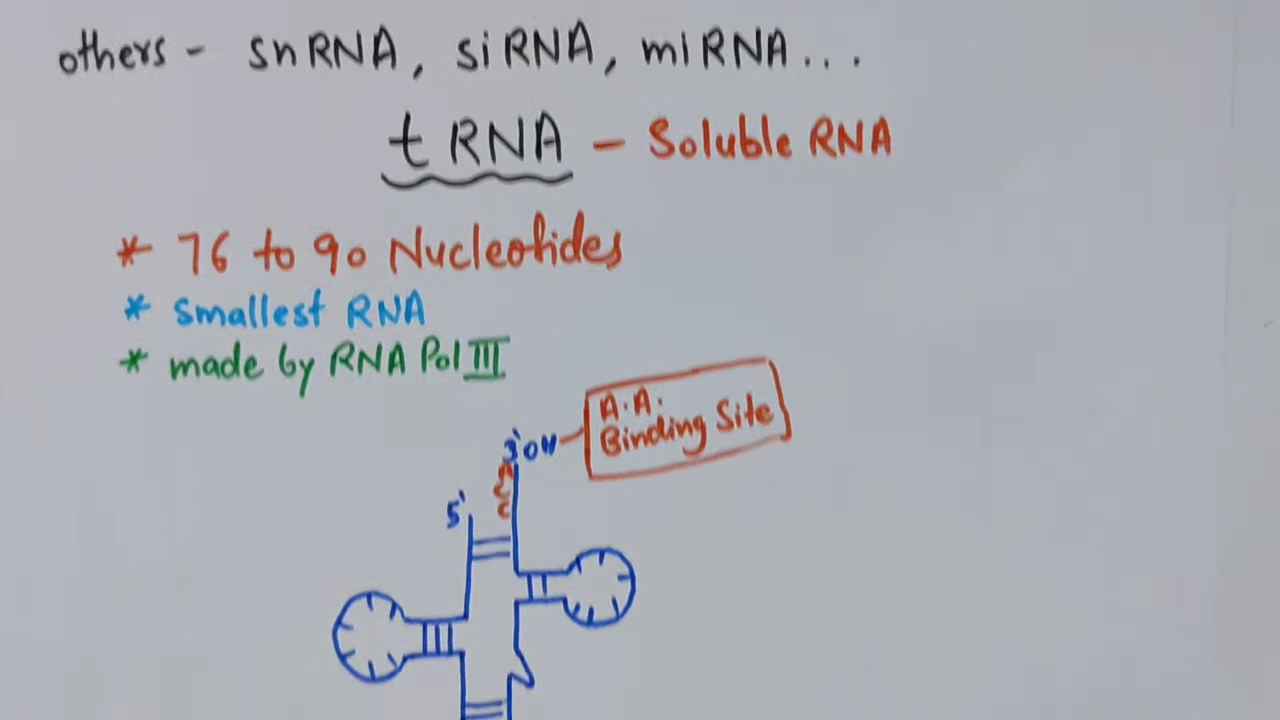 others - snRNA, siRNA, miRNA...
tRNA - Soluble RNA
* 76 to 90 Nucleotides
* smallest RNA
* made by RNA Pol III
A.A.
Binding Site
3' OH
A
C
C
5'